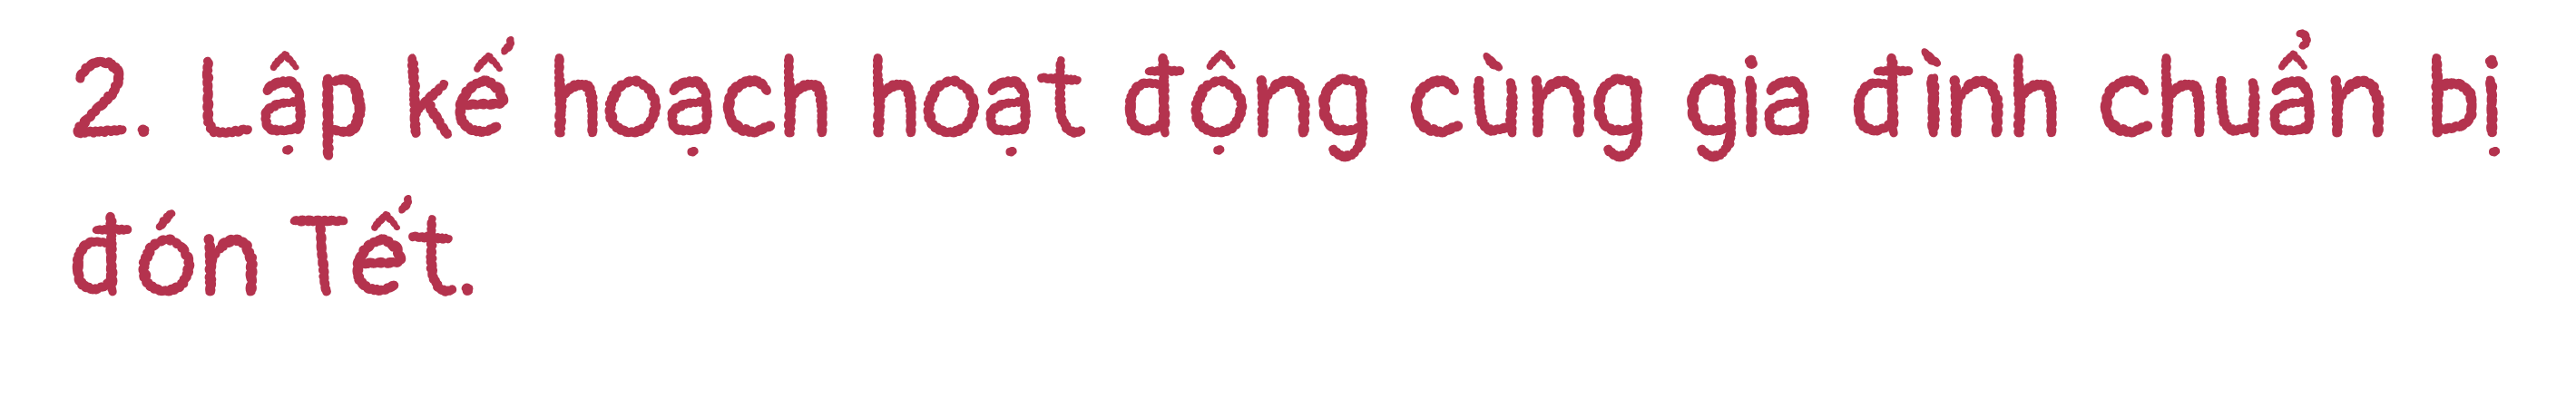 2. Lập kế hoạch hoạt động cùng gia đình chuẩn bị
đón Tết.